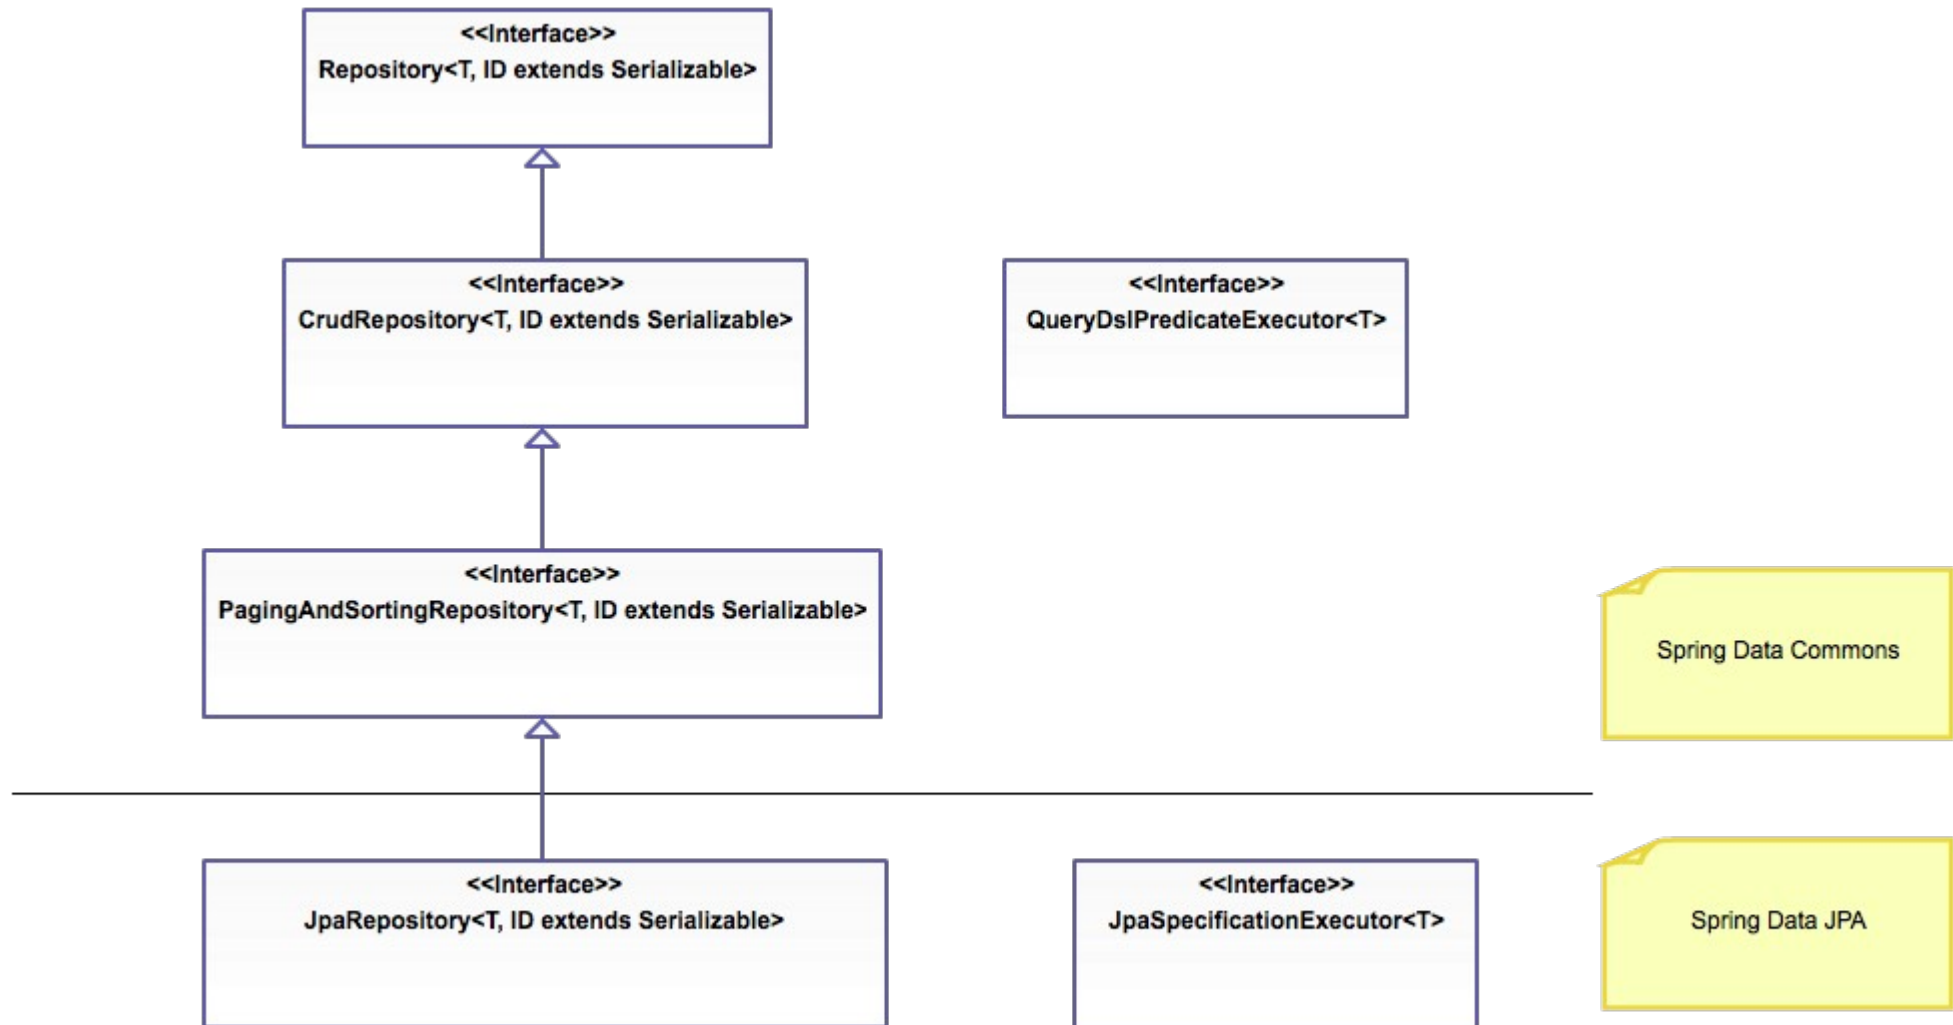 <<Interface>>
Repository<T, ID extends Serializable>
<<Interface>>
CrudRepository<T, ID extends Serializable>
<<Interface>>
QueryDslPredicateExecutor<T>
<<Interface>>
PagingAndSortingRepository<T, ID extends Serializable>
Spring Data Commons
<<Interface>>
JpaRepository<T, ID extends Serializable>
<<Interface>>
JpaSpecificationExecutor<T>
Spring Data JPA